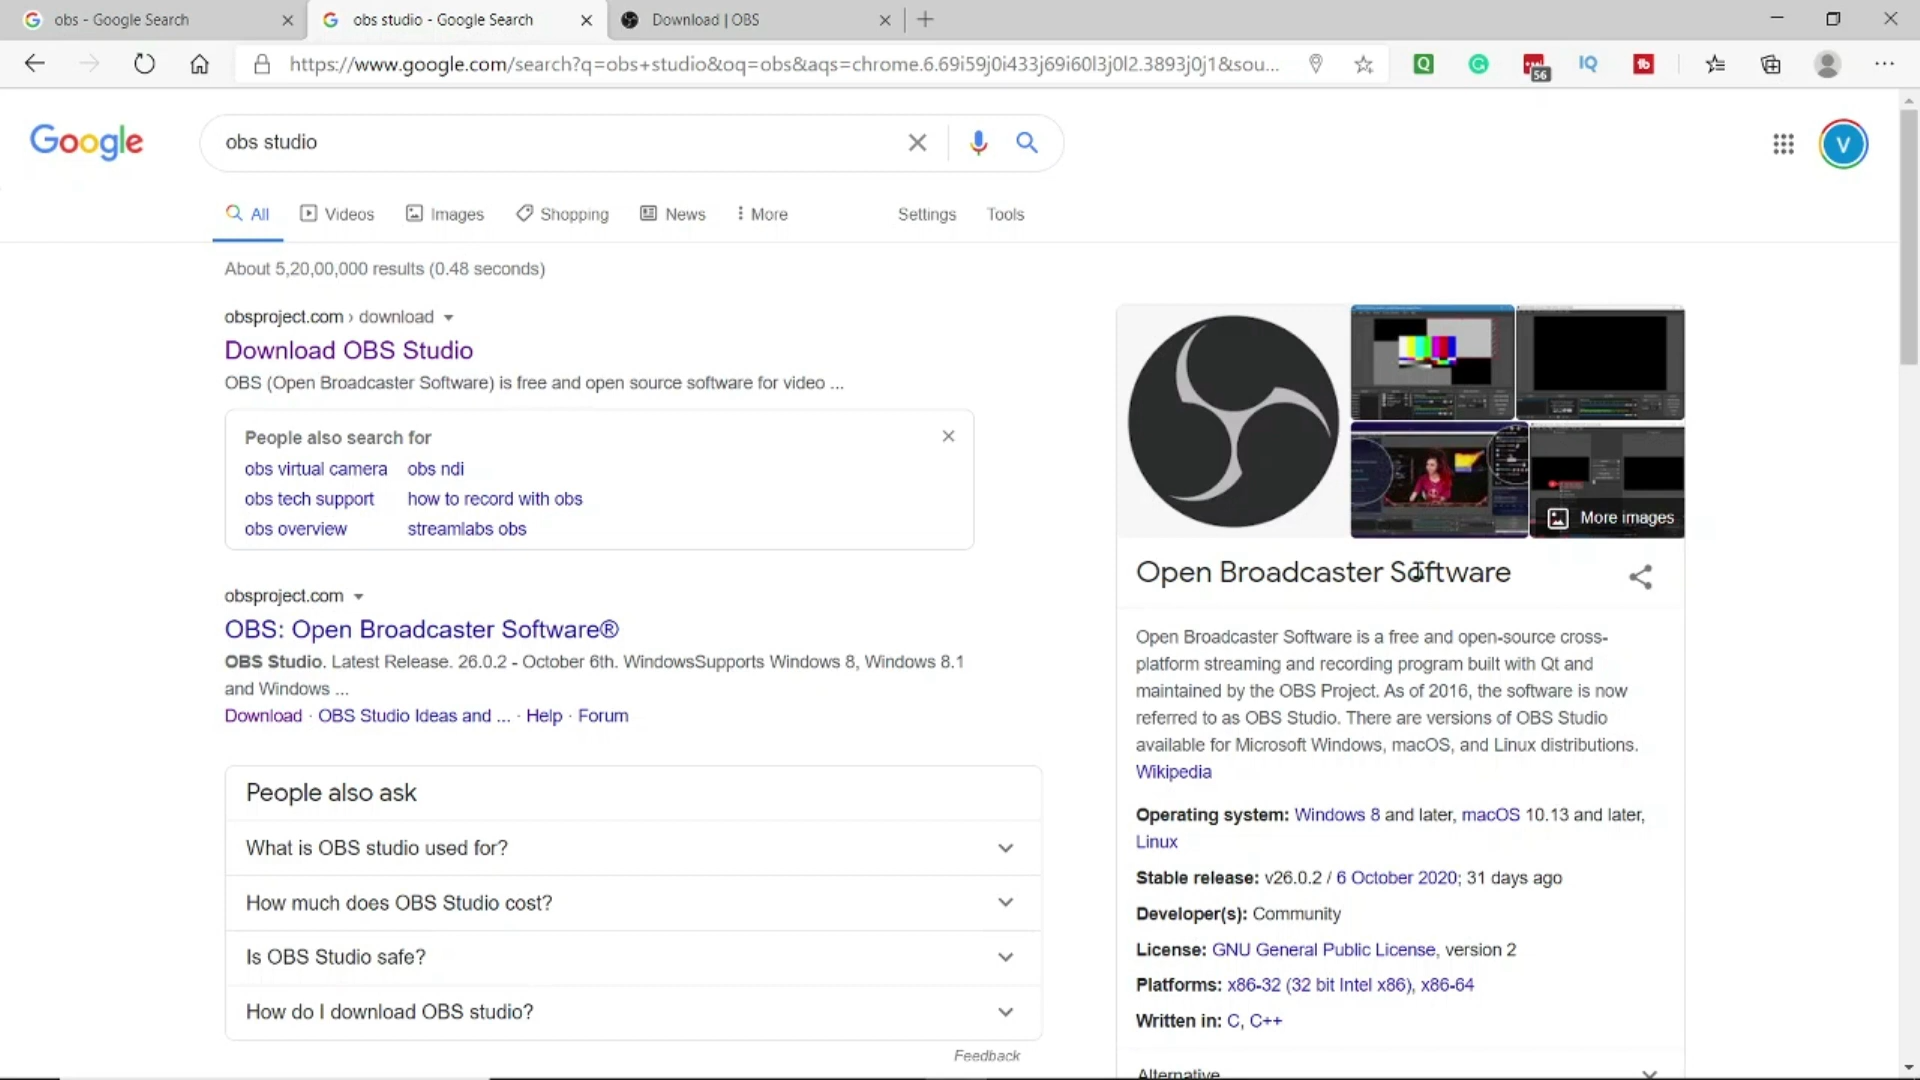 obs - Google Search
obs studio - Google Search
Download | OBS
https://www.google.com/search?q=obs+studio&oq=obs&aqs=chrome.6.69i59j0i433j69i60l3j0l2.3893j0j1&sou...
Q
56
IQ
tb
Google
obs studio
V
All
Videos
Images
Shopping
News
More
Settings
Tools
About 5,20,00,000 results (0.48 seconds)
obsproject.com › download
Download OBS Studio
OBS (Open Broadcaster Software) is free and open source software for video ...
People also search for
obs virtual camera
obs ndi
obs tech support
how to record with obs
obs overview
streamlabs obs
obsproject.com
OBS: Open Broadcaster Software®
OBS Studio. Latest Release. 26.0.2 - October 6th. WindowsSupports Windows 8, Windows 8.1
and Windows ...
Download · OBS Studio Ideas and ... · Help · Forum
People also ask
What is OBS studio used for?
How much does OBS Studio cost?
Is OBS Studio safe?
How do I download OBS studio?
Feedback
More images
Open Broadcaster Software
Open Broadcaster Software is a free and open-source cross-
platform streaming and recording program built with Qt and
maintained by the OBS Project. As of 2016, the software is now
referred to as OBS Studio. There are versions of OBS Studio
available for Microsoft Windows, macOS, and Linux distributions.
Wikipedia
Operating system: Windows 8 and later, macOS 10.13 and later,
Linux
Stable release: v26.0.2 / 6 October 2020; 31 days ago
Developer(s): Community
License: GNU General Public License, version 2
Platforms: x86-32 (32 bit Intel x86), x86-64
Written in: C, C++
Alternative